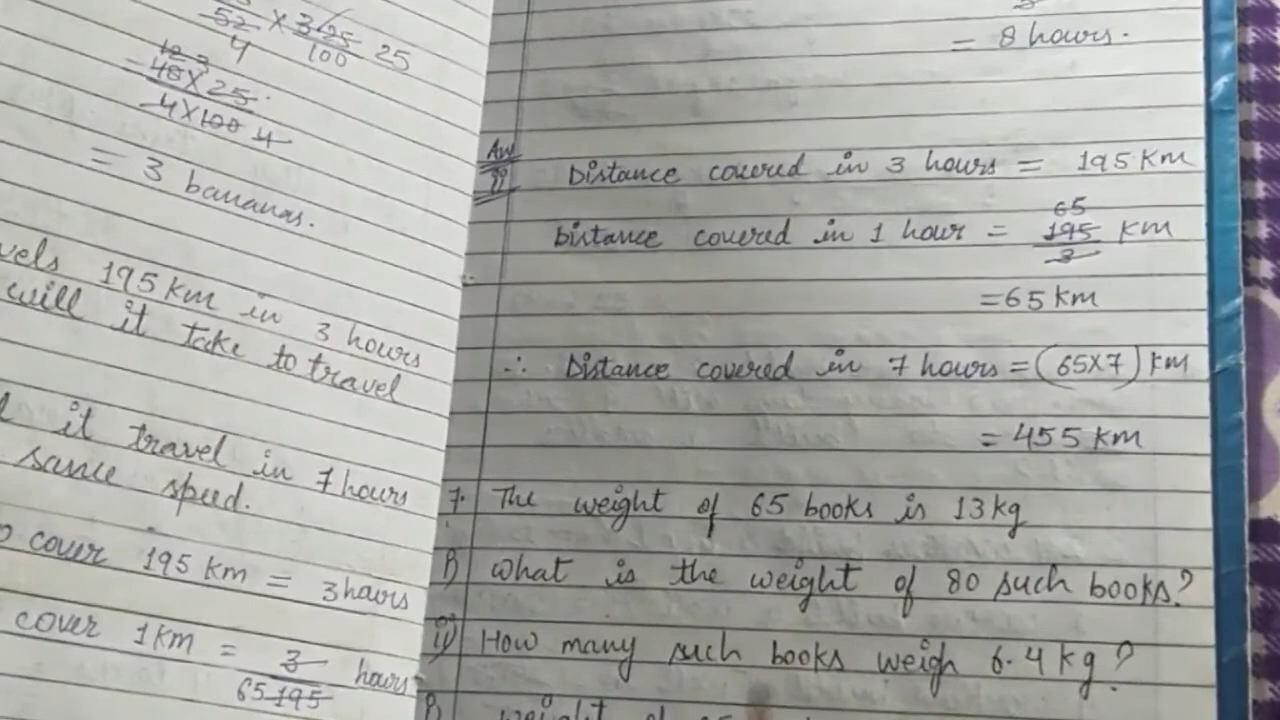 52 × 325 25
4 100
12 3
= 48 × 25
4 × 100 4
= 3 bananas.
vels 195 km in 3 hours
will it take to travel
it travel in 7 hours
same speed.
cover 195 km = 3 hours
cover 1 km = 3 hours
65 195
= 8 hours.
Ans
ii) Distance covered in 3 hours = 195 Km
65
Distance covered in 1 hour = 195 km
3
= 65 km
∴ Distance covered in 7 hours = (65×7) km
= 455 km
7. The weight of 65 books is 13 kg
i) what is the weight of 80 such books?
ii) How many such books weigh 6.4 kg?
i) weight of